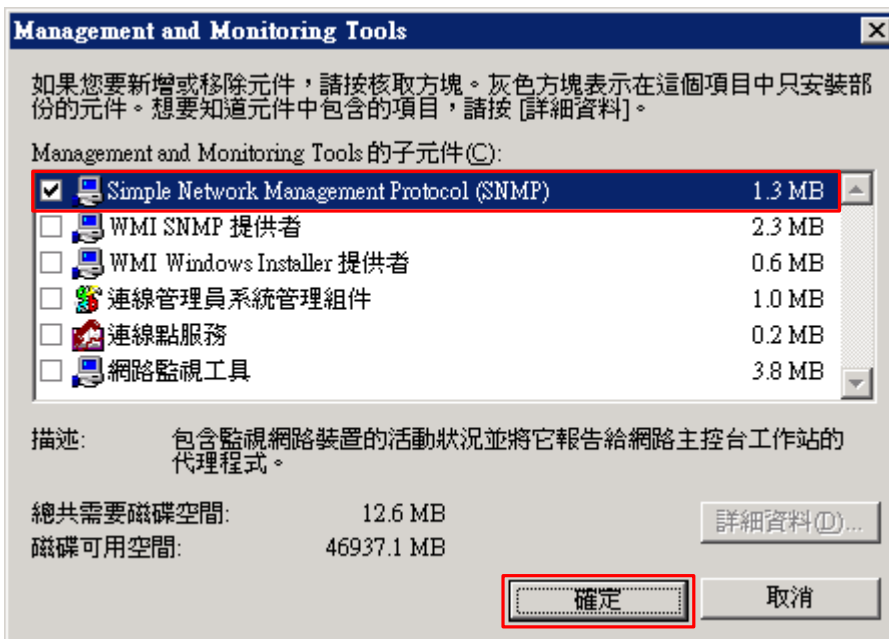 Management and Monitoring Tools
如果您要新增或移除元件，請按核取方塊。灰色方塊表示在這個項目中只安裝部
份的元件。想要知道元件中包含的項目，請按 [詳細資料]。
Management and Monitoring Tools 的子元件(C):
Simple Network Management Protocol (SNMP) 1.3 MB
WMI SNMP 提供者 2.3 MB
WMI Windows Installer 提供者 0.6 MB
連線管理員系統管理組件 1.0 MB
連線點服務 0.2 MB
網路監視工具 3.8 MB
描述: 包含監視網路裝置的活動狀況並將它報告給網路主控台工作站的
代理程式。
總共需要磁碟空間: 12.6 MB
詳細資料(D)...
磁碟可用空間: 46937.1 MB
確定 取消